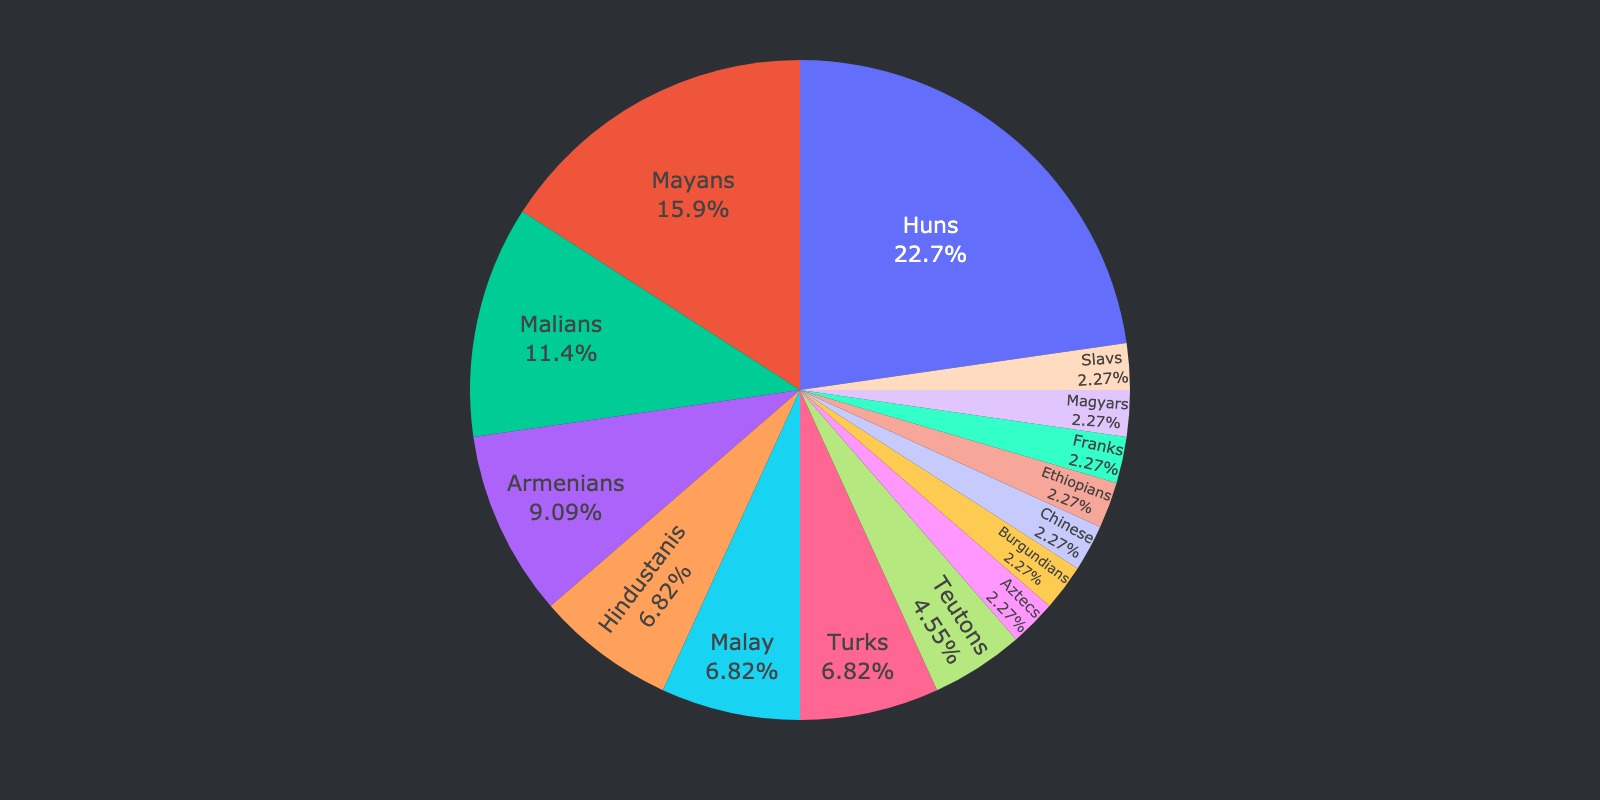 Mayans
15.9%
Huns
22.7%
Malians
11.4%
Slavs
2.27%
Magyars
2.27%
Franks
2.27%
Ethiopians
2.27%
Armenians
9.09%
Chinese
2.27%
Burgundians
2.27%
Hindustanis
6.82%
Aztecs
2.27%
Teutons
4.55%
Malay
6.82%
Turks
6.82%